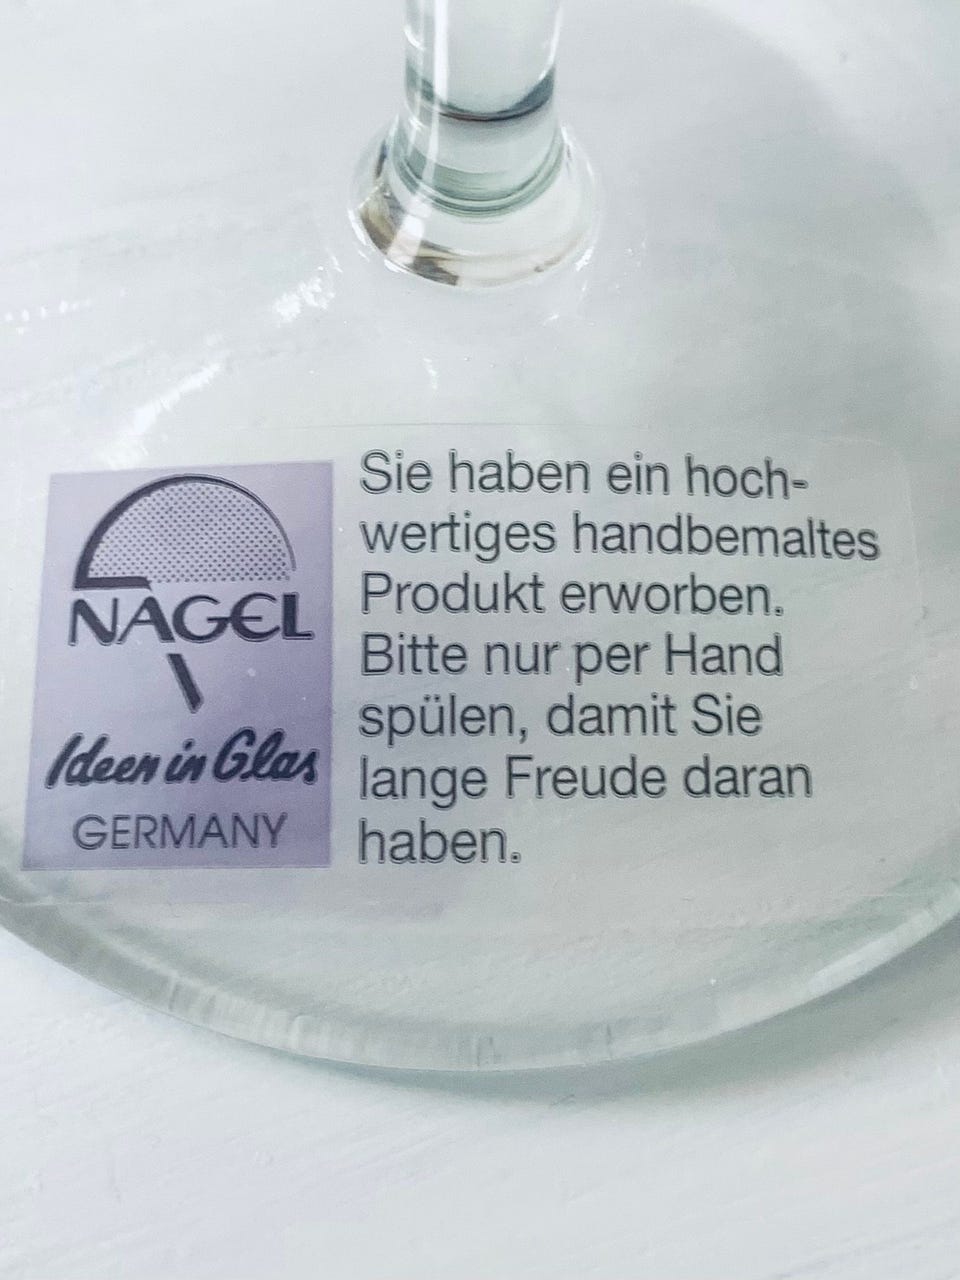 NAGEL
Ideen in Glas
GERMANY
Sie haben ein hoch-
wertiges handbemaltes
Produkt erworben.
Bitte nur per Hand
spülen, damit Sie
lange Freude daran
haben.